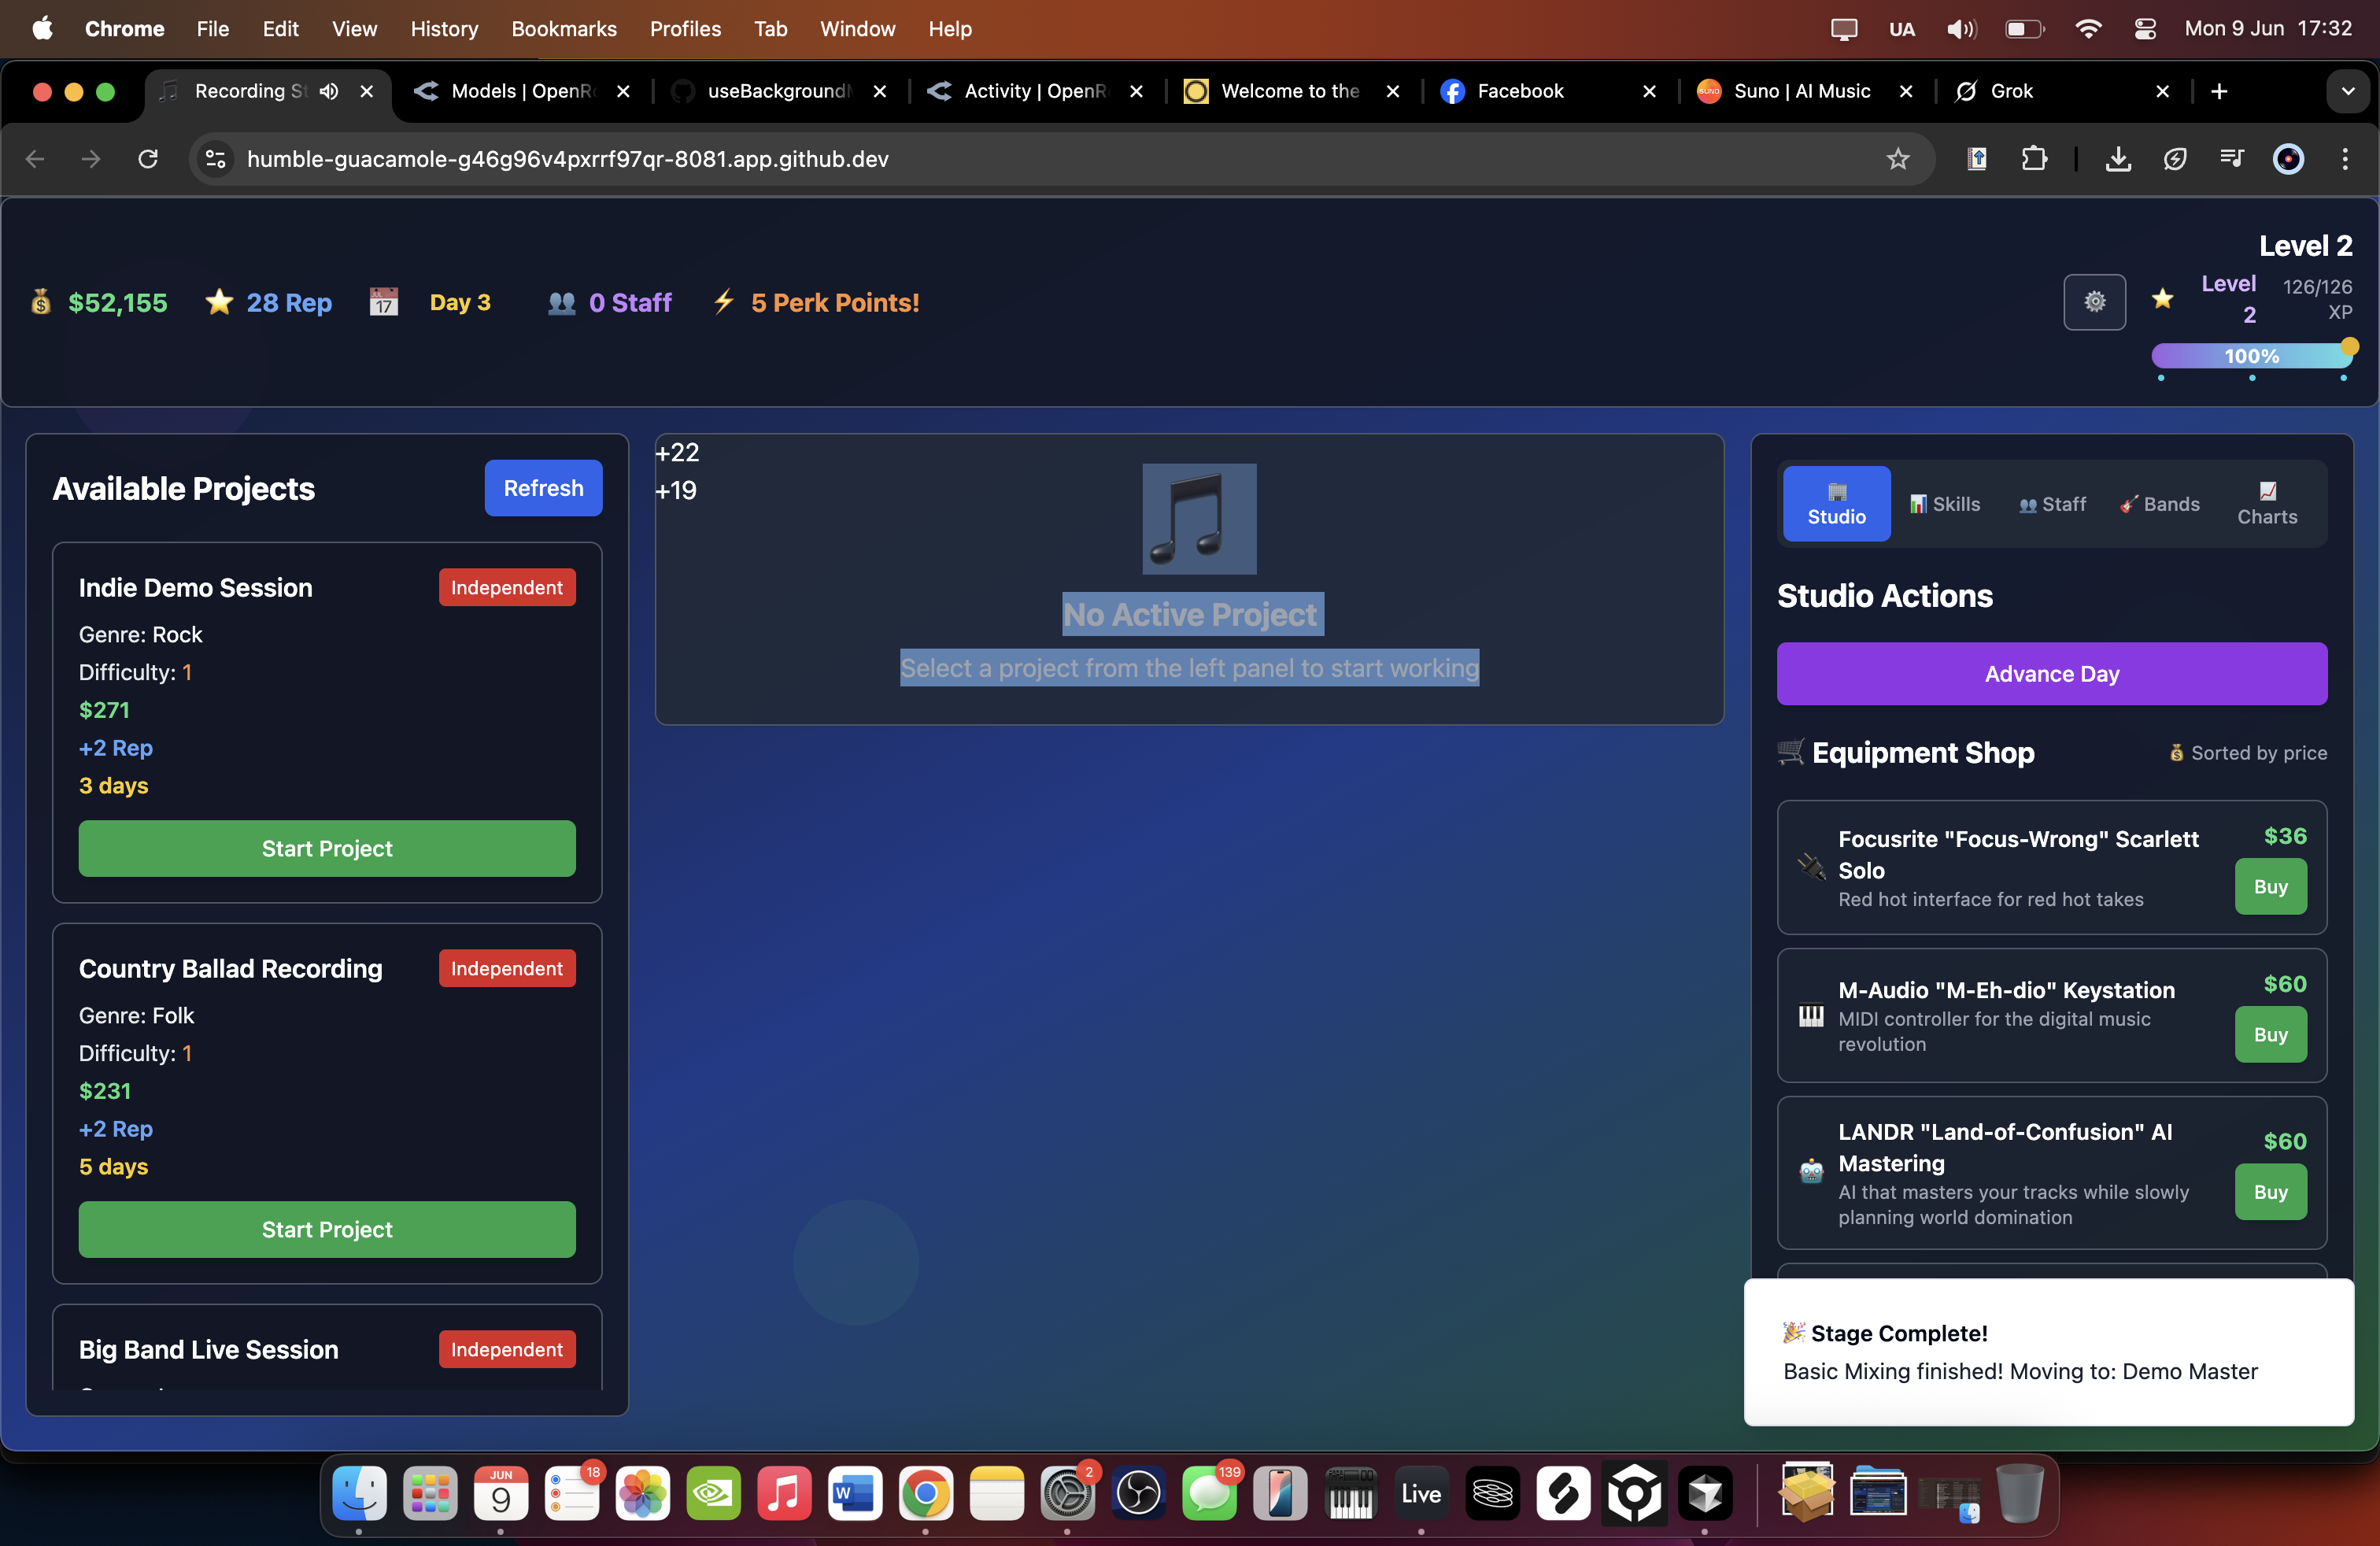 Chrome File Edit View History Bookmarks Profiles Tab Window Help UA Mon 9 Jun 17:32
Recording St Models | OpenRo useBackgroundM Activity | OpenR Welcome to the Facebook Suno | AI Music Grok
humble-guacamole-g46g96v4pxrrf97qr-8081.app.github.dev
$52,155 28 Rep 17 Day 3 0 Staff 5 Perk Points!
Level 2
Level 2
126/126 XP
100%
Available Projects
Refresh
Indie Demo Session
Independent
Genre: Rock
Difficulty: 1
$271
+2 Rep
3 days
Start Project
Country Ballad Recording
Independent
Genre: Folk
Difficulty: 1
$231
+2 Rep
5 days
Start Project
Big Band Live Session
Independent
+22
+19
No Active Project
Select a project from the left panel to start working
Studio
Skills
Staff
Bands
Charts
Studio Actions
Advance Day
Equipment Shop
Sorted by price
Focusrite "Focus-Wrong" Scarlett
Solo
Red hot interface for red hot takes
$36
Buy
M-Audio "M-Eh-dio" Keystation
MIDI controller for the digital music
revolution
$60
Buy
LANDR "Land-of-Confusion" AI
Mastering
AI that masters your tracks while slowly
planning world domination
$60
Buy
Stage Complete!
Basic Mixing finished! Moving to: Demo Master
JUN
9
18
W
2
139
Live